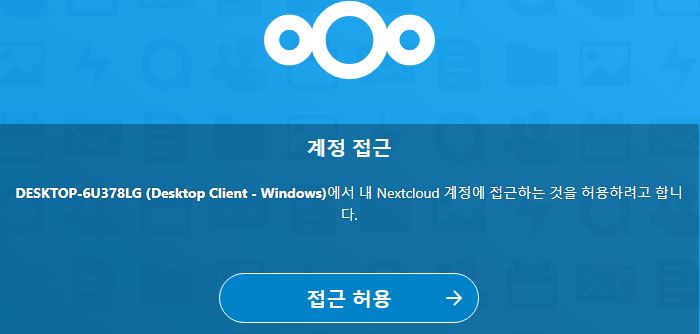 계정 접근
DESKTOP-6U378LG (Desktop Client - Windows)에서 내 Nextcloud 계정에 접근하는 것을 허용하려고 합니
다.
접근 허용